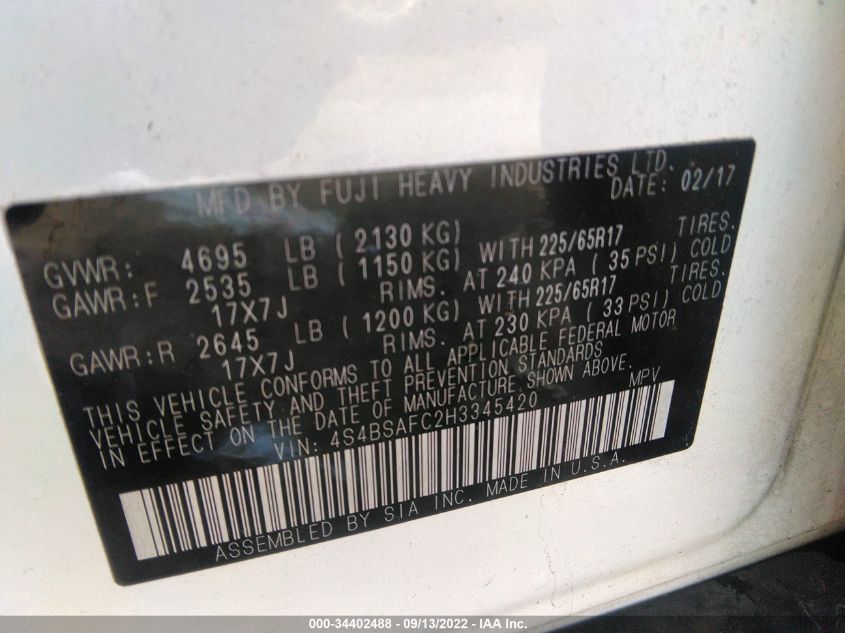 MFD BY FUJI HEAVY INDUSTRIES LTD.
DATE: 02/17
GVWR: 4695 LB ( 2130 KG)
GAWR:F 2535 LB ( 1150 KG) WITH 225/65R17 TIRES.
17X7J RIMS. AT 240 KPA ( 35 PSI) COLD
GAWR:R 2645 LB ( 1200 KG) WITH 225/65R17 TIRES.
17X7J RIMS. AT 230 KPA ( 33 PSI) COLD
THIS VEHICLE CONFORMS TO ALL APPLICABLE FEDERAL MOTOR
VEHICLE SAFETY AND THEFT PREVENTION STANDARDS
IN EFFECT ON THE DATE OF MANUFACTURE SHOWN ABOVE.
VIN: 4S4BSAFC2H3345420 MPV
ASSEMBLED BY SIA INC. MADE IN U.S.A.
000-34402488 - 09/13/2022 - IAA Inc.